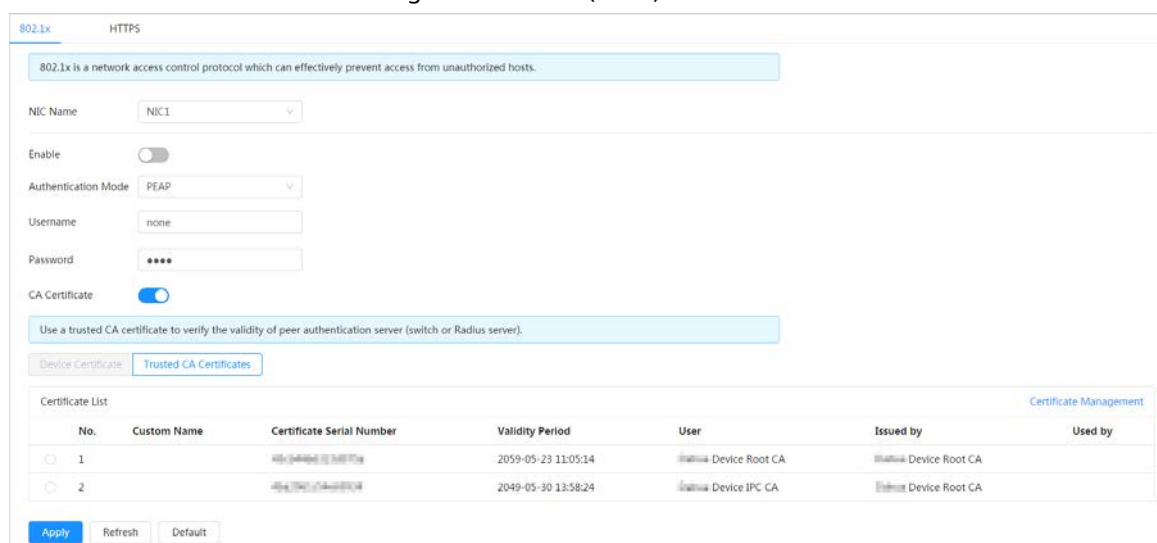 802.1x HTTPS
802.1x is a network access control protocol which can effectively prevent access from unauthorized hosts.
NIC Name NIC1
Enable
Authentication Mode PEAP
Username none
Password ••••
CA Certificate
Use a trusted CA certificate to verify the validity of peer authentication server (switch or Radius server).
Device Certificate Trusted CA Certificates
Certificate List Certificate Management
No. Custom Name Certificate Serial Number Validity Period User Issued by Used by
1 2059-05-23 11:05:14 Device Root CA Device Root CA
2 2049-05-30 13:58:24 Device IPC CA Device Root CA
Apply Refresh Default